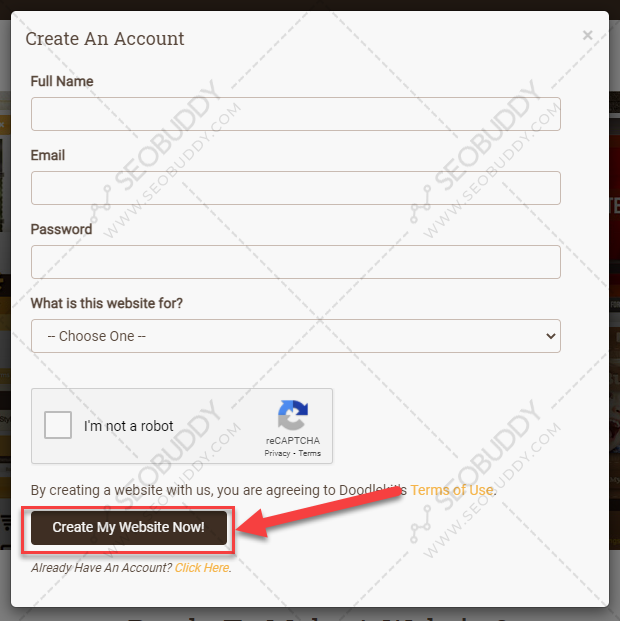 Create An Account
×
Full Name
Email
Password
What is this website for?
-- Choose One --
I'm not a robot
reCAPTCHA
Privacy - Terms
By creating a website with us, you are agreeing to Doodlekit's Terms of Use.
Create My Website Now!
Already Have An Account? Click Here.
SEOBUDDY
WWW.SEOBUDDY.COM
SEOBUDDY
WWW.SEOBUDDY.COM
SEOBUDDY
WWW.SEOBUDDY.COM
SEOBUDDY
WWW.SEOBUDDY.COM